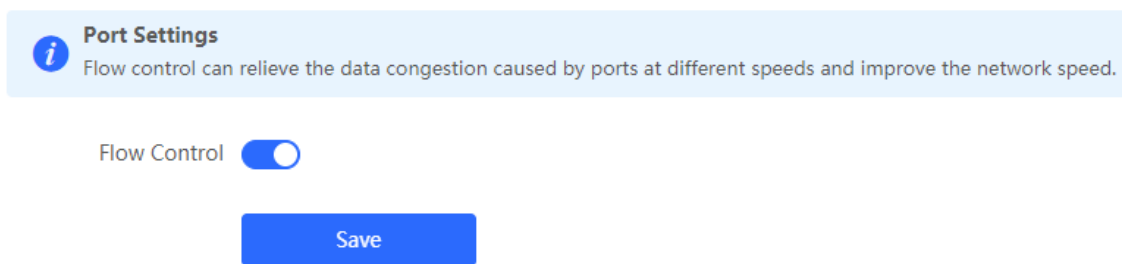 Port Settings
Flow control can relieve the data congestion caused by ports at different speeds and improve the network speed.
Flow Control
Save